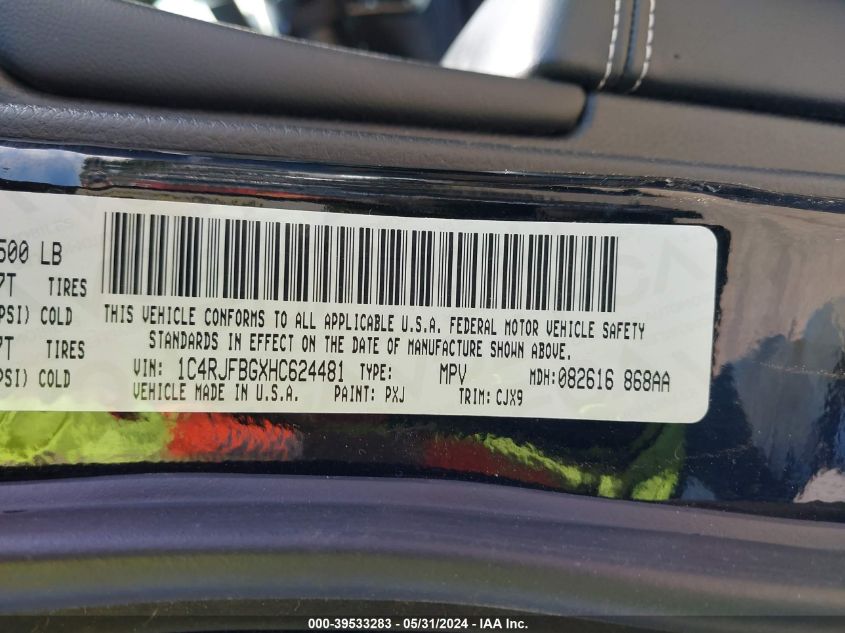 500 LB
7T TIRES
PSI) COLD
7T TIRES
PSI) COLD
THIS VEHICLE CONFORMS TO ALL APPLICABLE U.S.A. FEDERAL MOTOR VEHICLE SAFETY
STANDARDS IN EFFECT ON THE DATE OF MANUFACTURE SHOWN ABOVE.
VIN: 1C4RJFBGXHC624481 TYPE: MPV MDH:082616 868AA
VEHICLE MADE IN U.S.A. PAINT: PXJ TRIM: CJX9
000-39533283 - 05/31/2024 - IAA Inc.